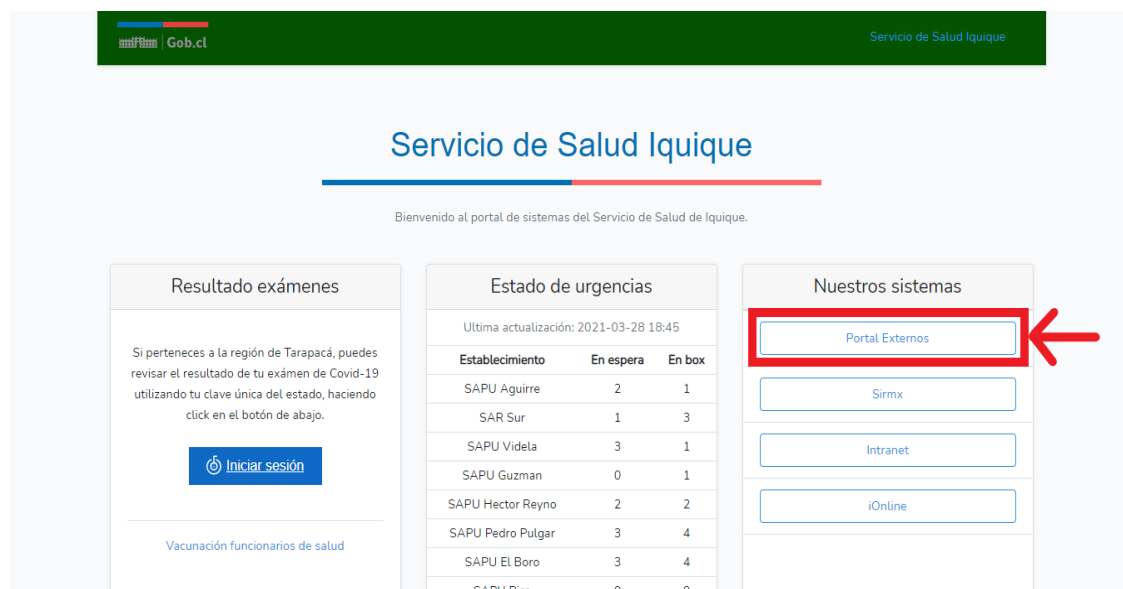 Gob.cl
Servicio de Salud Iquique
Servicio de Salud Iquique
Bienvenido al portal de sistemas del Servicio de Salud de Iquique.
Resultado exámenes
Si perteneces a la región de Tarapacá, puedes
revisar el resultado de tu exámen de Covid-19
utilizando tu clave única del estado, haciendo
click en el botón de abajo.
Iniciar sesión
Vacunación funcionarios de salud
Estado de urgencias
Ultima actualización: 2021-03-28 18:45
Establecimiento En espera En box
SAPU Aguirre 2 1
SAR Sur 1 3
SAPU Videla 3 1
SAPU Guzman 0 1
SAPU Hector Reyno 2 2
SAPU Pedro Pulgar 3 4
SAPU El Boro 3 4
Nuestros sistemas
Portal Externos
Sirmx
Intranet
iOnline